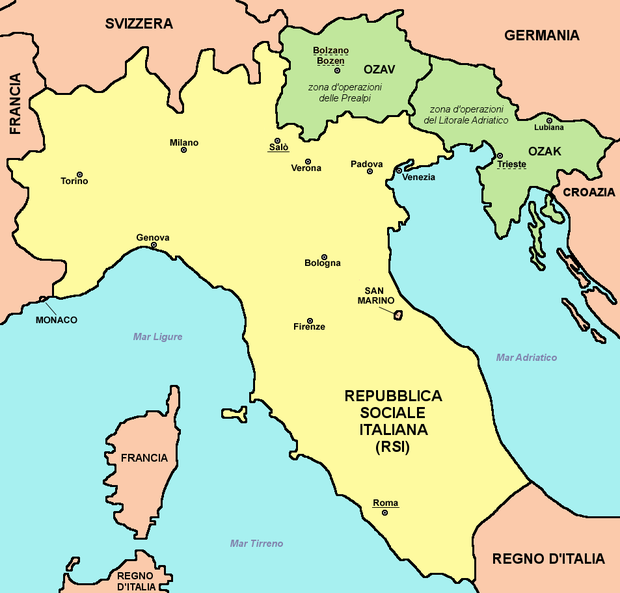 SVIZZERA
GERMANIA
FRANCIA
Bolzano
Bozen
OZAV
zona d'operazioni
delle Prealpi
zona d'operazioni
del Litorale Adriatico
Lubiana
OZAK
Milano
Salò
Verona
Padova
Venezia
Trieste
Torino
CROAZIA
Genova
Bologna
SAN
MARINO
MONACO
Firenze
Mar Ligure
Mar Adriatico
REPUBBLICA
SOCIALE
ITALIANA
(RSI)
FRANCIA
Roma
Mar Tirreno
REGNO D'ITALIA
REGNO
D'ITALIA